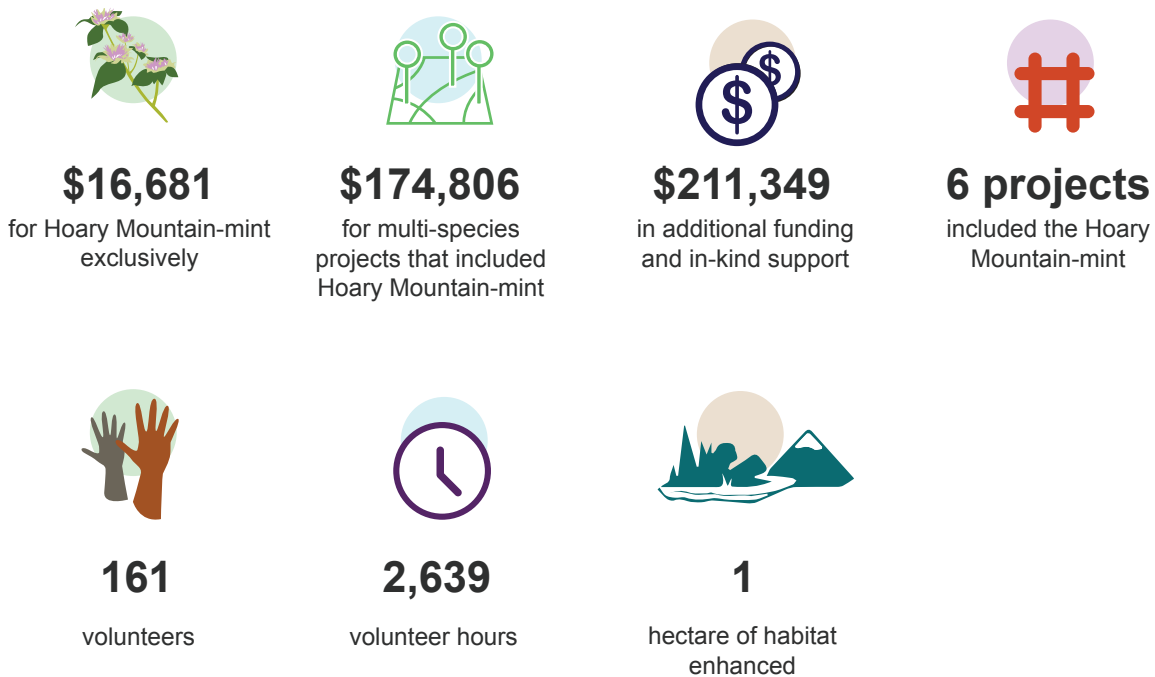 $16,681
for Hoary Mountain-mint
exclusively
$174,806
for multi-species
projects that included
Hoary Mountain-mint
$211,349
in additional funding
and in-kind support
6 projects
included the Hoary
Mountain-mint
161
volunteers
2,639
volunteer hours
1
hectare of habitat
enhanced